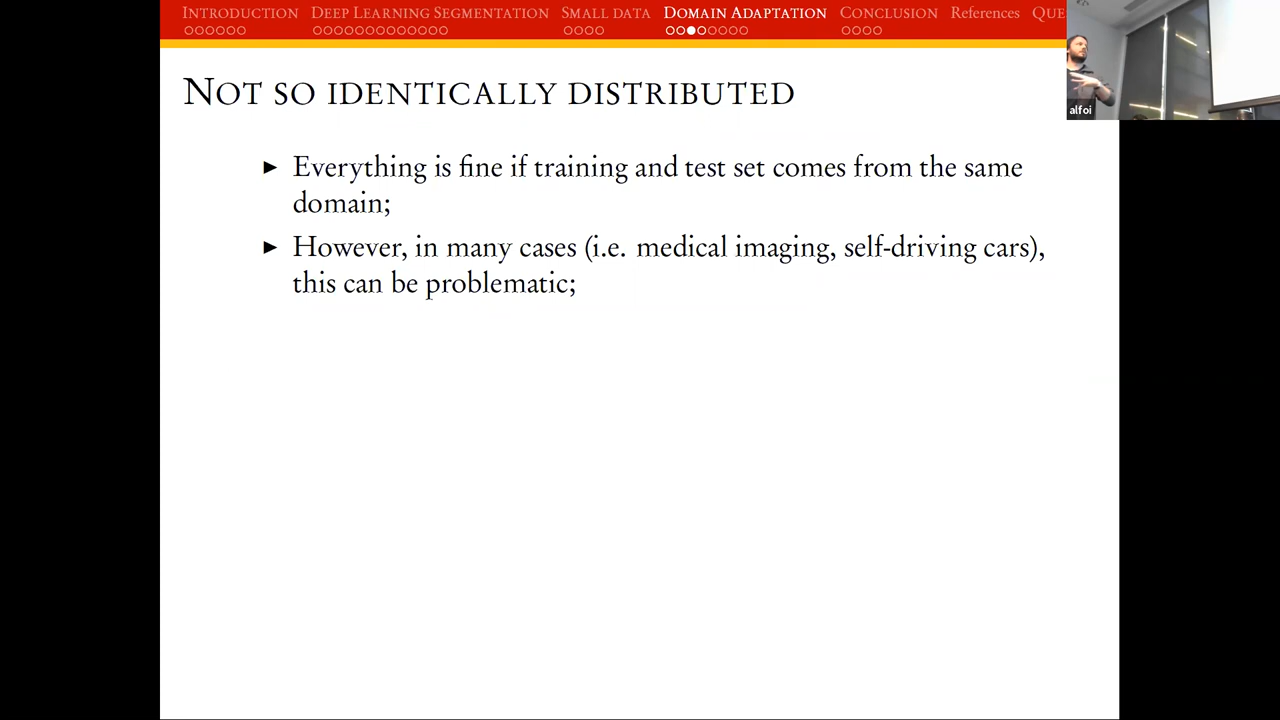 INTRODUCTION DEEP LEARNING SEGMENTATION SMALL DATA DOMAIN ADAPTATION CONCLUSION References QUE
NOT SO IDENTICALLY DISTRIBUTED
▶ Everything is fine if training and test set comes from the same
domain;
▶ However, in many cases (i.e. medical imaging, self-driving cars),
this can be problematic;
alfoi